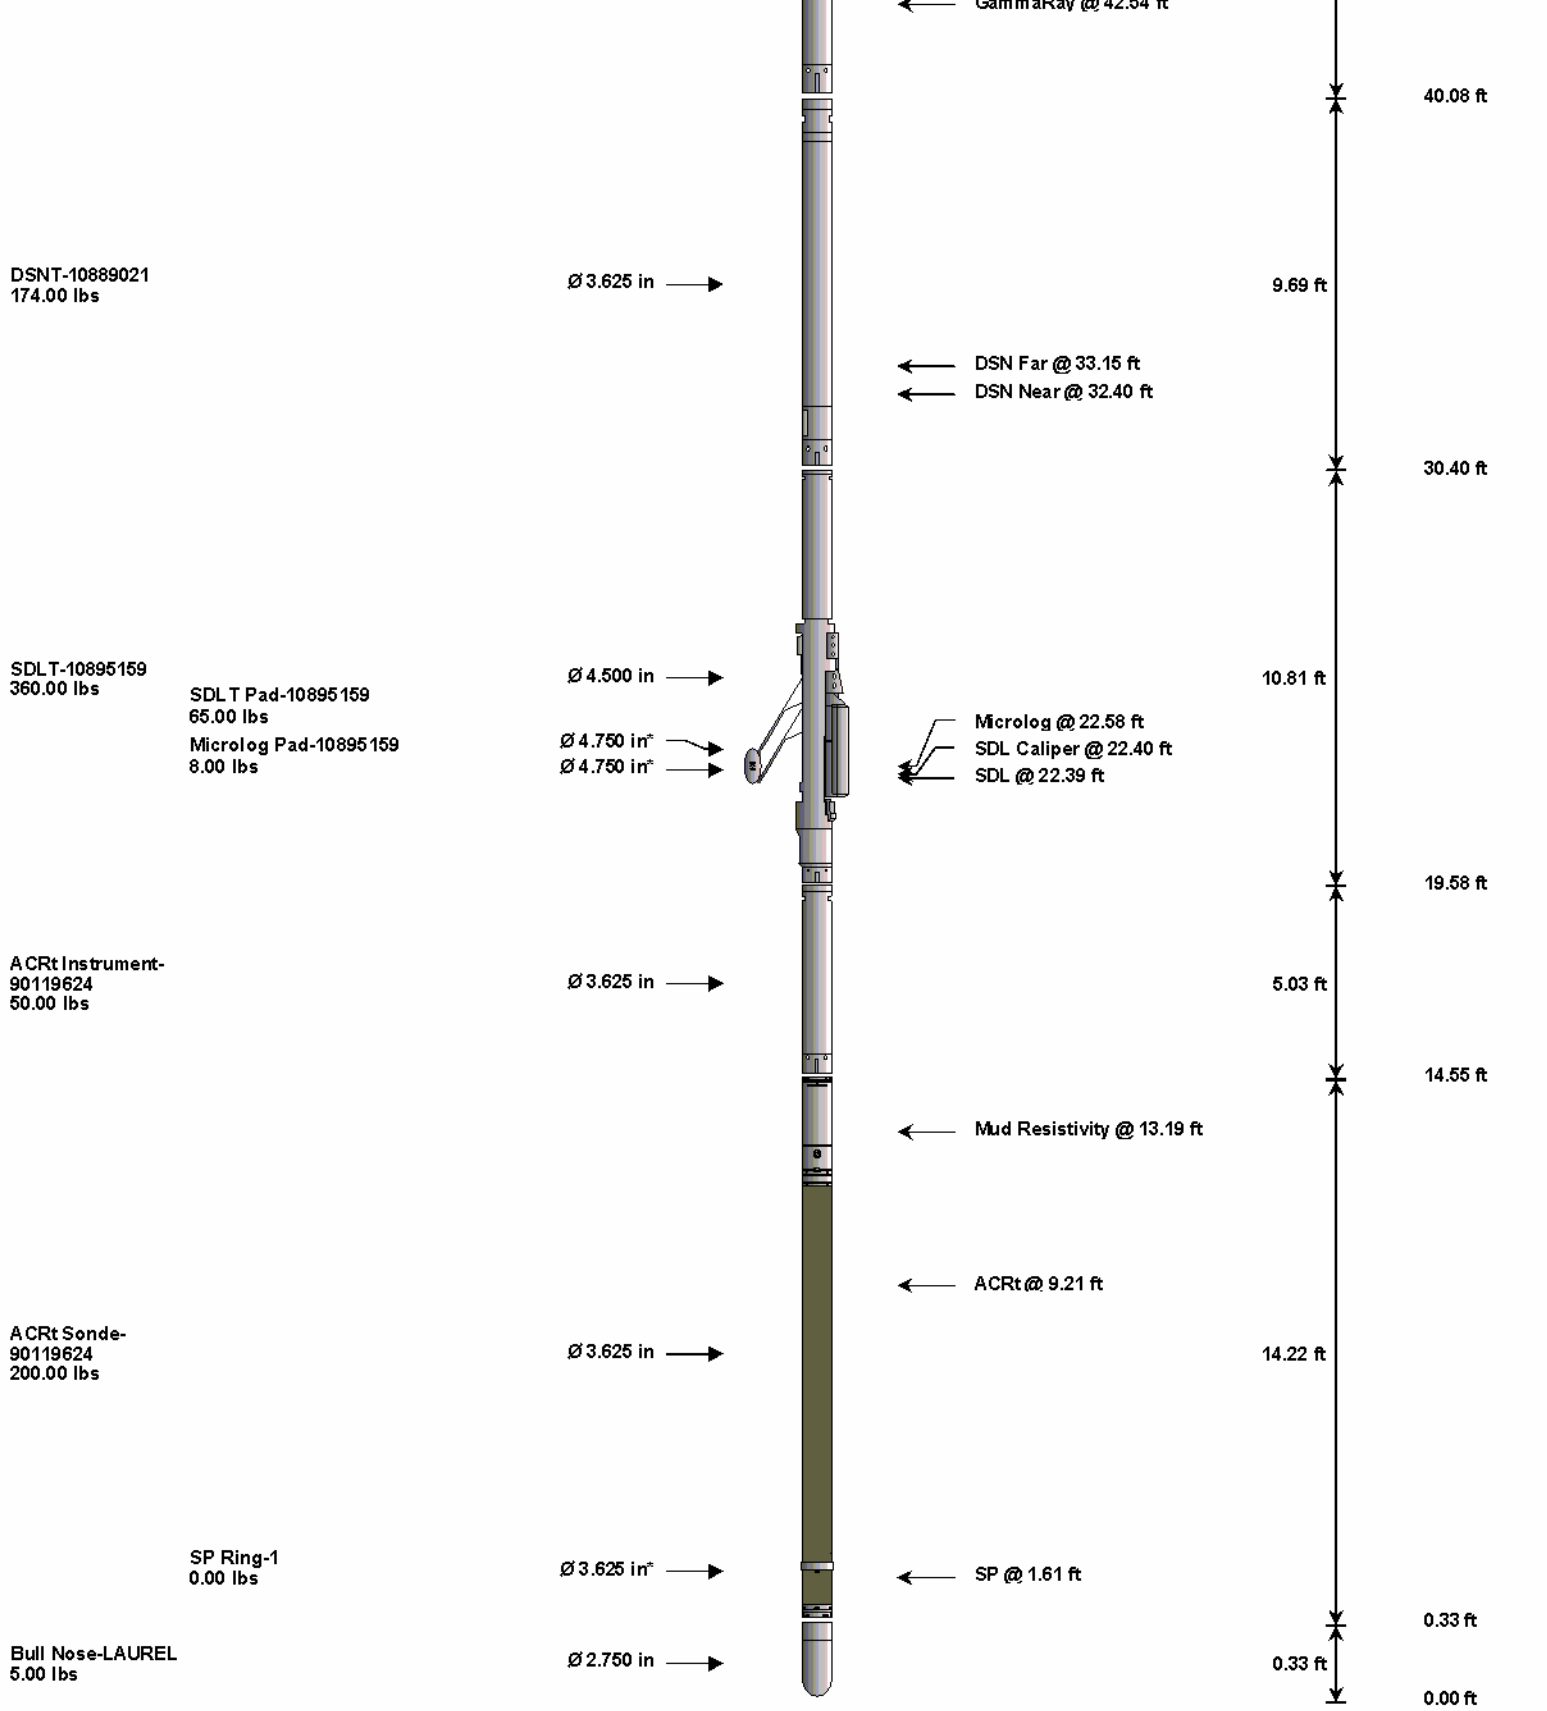 GammaRay @ 42.54 ft
40.08 ft
DSNT-10889021
174.00 lbs
Ø 3.625 in
9.69 ft
DSN Far @ 33.15 ft
DSN Near @ 32.40 ft
30.40 ft
SDLT-10895159
360.00 lbs
SDLT Pad-10895159
65.00 lbs
Microlog Pad-10895159
8.00 lbs
Ø 4.500 in
Ø 4.750 in*
Ø 4.750 in*
10.81 ft
Microlog @ 22.58 ft
SDL Caliper @ 22.40 ft
SDL @ 22.39 ft
19.58 ft
ACRt Instrument-
90119624
50.00 lbs
Ø 3.625 in
5.03 ft
14.55 ft
Mud Resistivity @ 13.19 ft
ACRt @ 9.21 ft
ACRt Sonde-
90119624
200.00 lbs
Ø 3.625 in
14.22 ft
SP Ring-1
0.00 lbs
Ø 3.625 in*
SP @ 1.61 ft
0.33 ft
Bull Nose-LAUREL
5.00 lbs
Ø 2.750 in
0.33 ft
0.00 ft